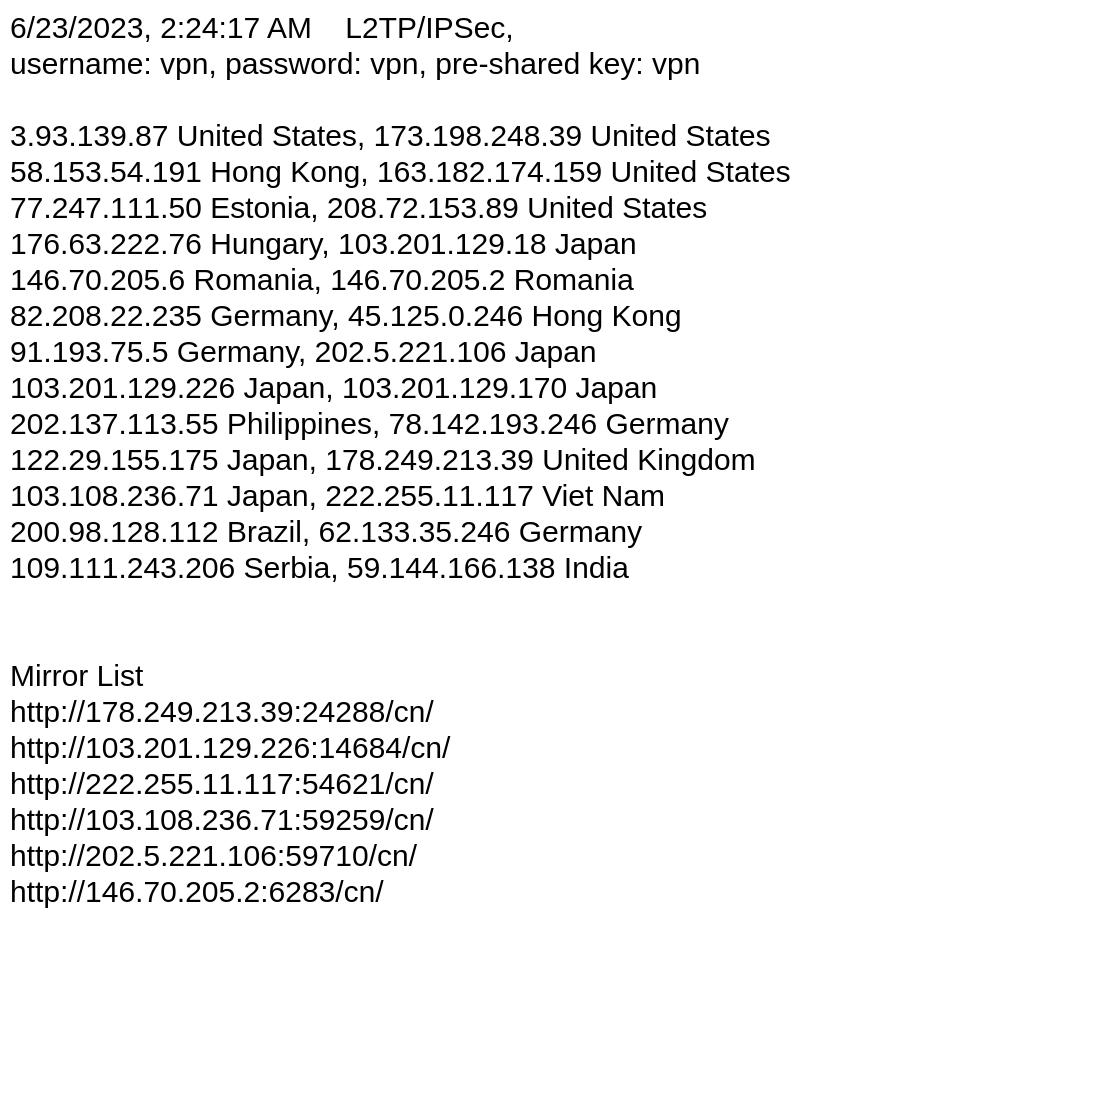 6/23/2023, 2:24:17 AM    L2TP/IPSec,
username: vpn, password: vpn, pre-shared key: vpn
3.93.139.87 United States, 173.198.248.39 United States
58.153.54.191 Hong Kong, 163.182.174.159 United States
77.247.111.50 Estonia, 208.72.153.89 United States
176.63.222.76 Hungary, 103.201.129.18 Japan
146.70.205.6 Romania, 146.70.205.2 Romania
82.208.22.235 Germany, 45.125.0.246 Hong Kong
91.193.75.5 Germany, 202.5.221.106 Japan
103.201.129.226 Japan, 103.201.129.170 Japan
202.137.113.55 Philippines, 78.142.193.246 Germany
122.29.155.175 Japan, 178.249.213.39 United Kingdom
103.108.236.71 Japan, 222.255.11.117 Viet Nam
200.98.128.112 Brazil, 62.133.35.246 Germany
109.111.243.206 Serbia, 59.144.166.138 India
Mirror List
http://178.249.213.39:24288/cn/
http://103.201.129.226:14684/cn/
http://222.255.11.117:54621/cn/
http://103.108.236.71:59259/cn/
http://202.5.221.106:59710/cn/
http://146.70.205.2:6283/cn/